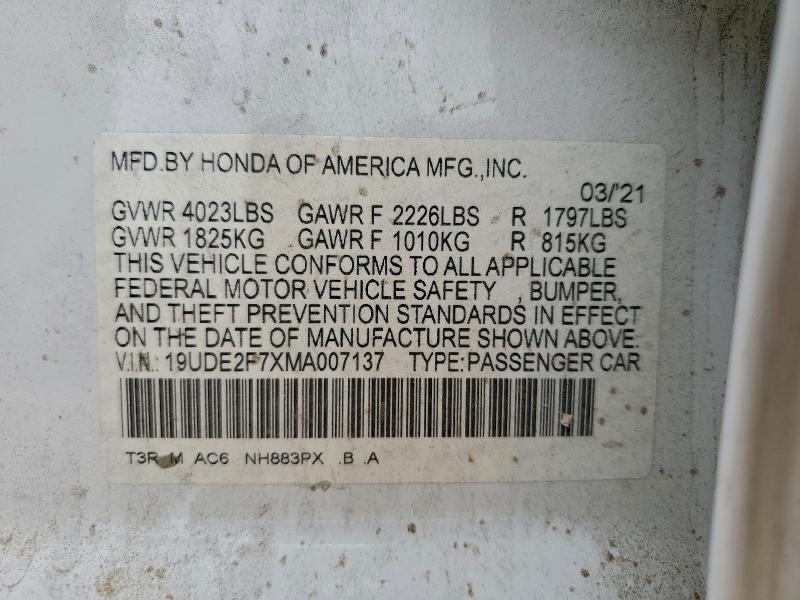 MFD.BY HONDA OF AMERICA MFG.,INC.
03/'21
GVWR 4023LBS GAWR F 2226LBS R 1797LBS
GVWR 1825KG GAWR F 1010KG R 815KG
THIS VEHICLE CONFORMS TO ALL APPLICABLE
FEDERAL MOTOR VEHICLE SAFETY , BUMPER,
AND THEFT PREVENTION STANDARDS IN EFFECT
ON THE DATE OF MANUFACTURE SHOWN ABOVE.
V.I.N.: 19UDE2F7XMA007137 TYPE:PASSENGER CAR
T3R M AC6 NH883PX .B .A